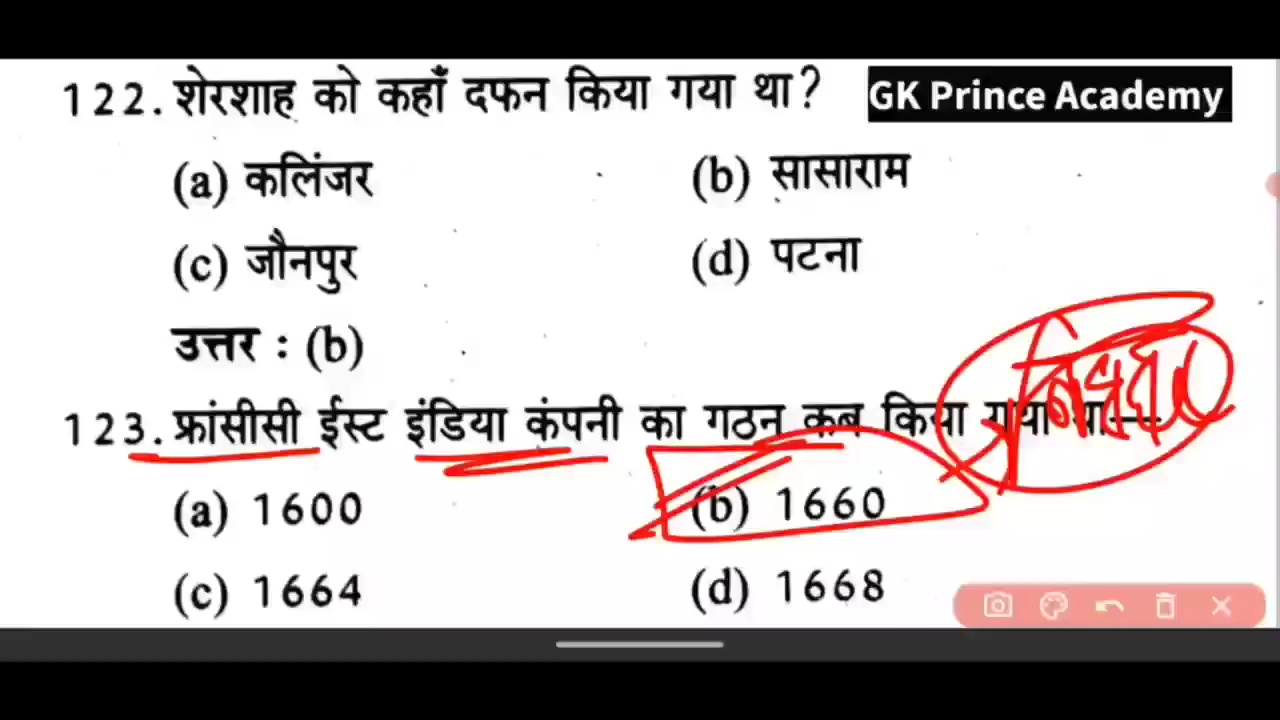 122. शेरशाह को कहाँ दफन किया गया था?
GK Prince Academy
(a) कलिंजर (b) सासाराम
(c) जौनपुर (d) पटना
उत्तर : (b)
123. फ्रांसीसी ईस्ट इंडिया कंपनी का गठन कब किया गया था—
(a) 1600 (b) 1660
(c) 1664 (d) 1668